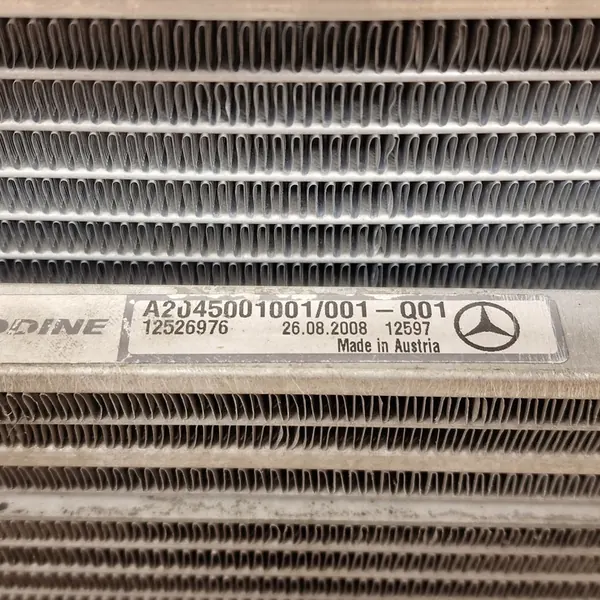 ODINE
A2045001001/001-Q01
12526976 26.08.2008 12597
Made in Austria